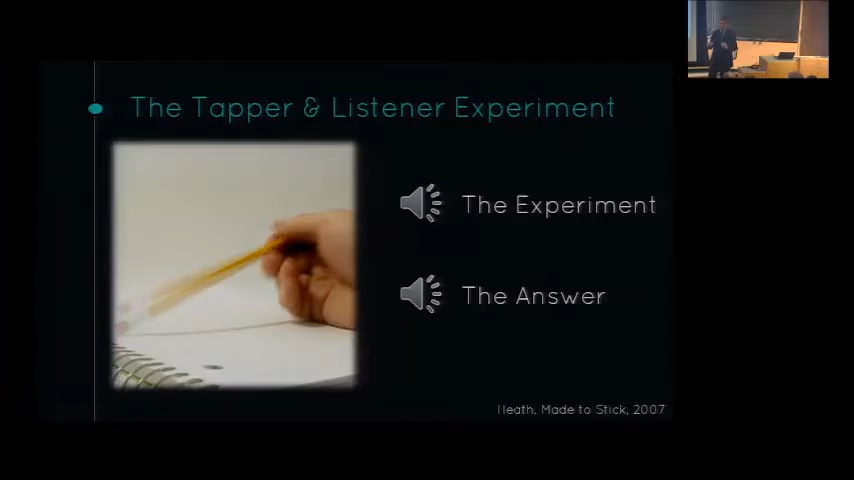 The Tapper & Listener Experiment
The Experiment
The Answer
Heath, Made to Stick, 2007